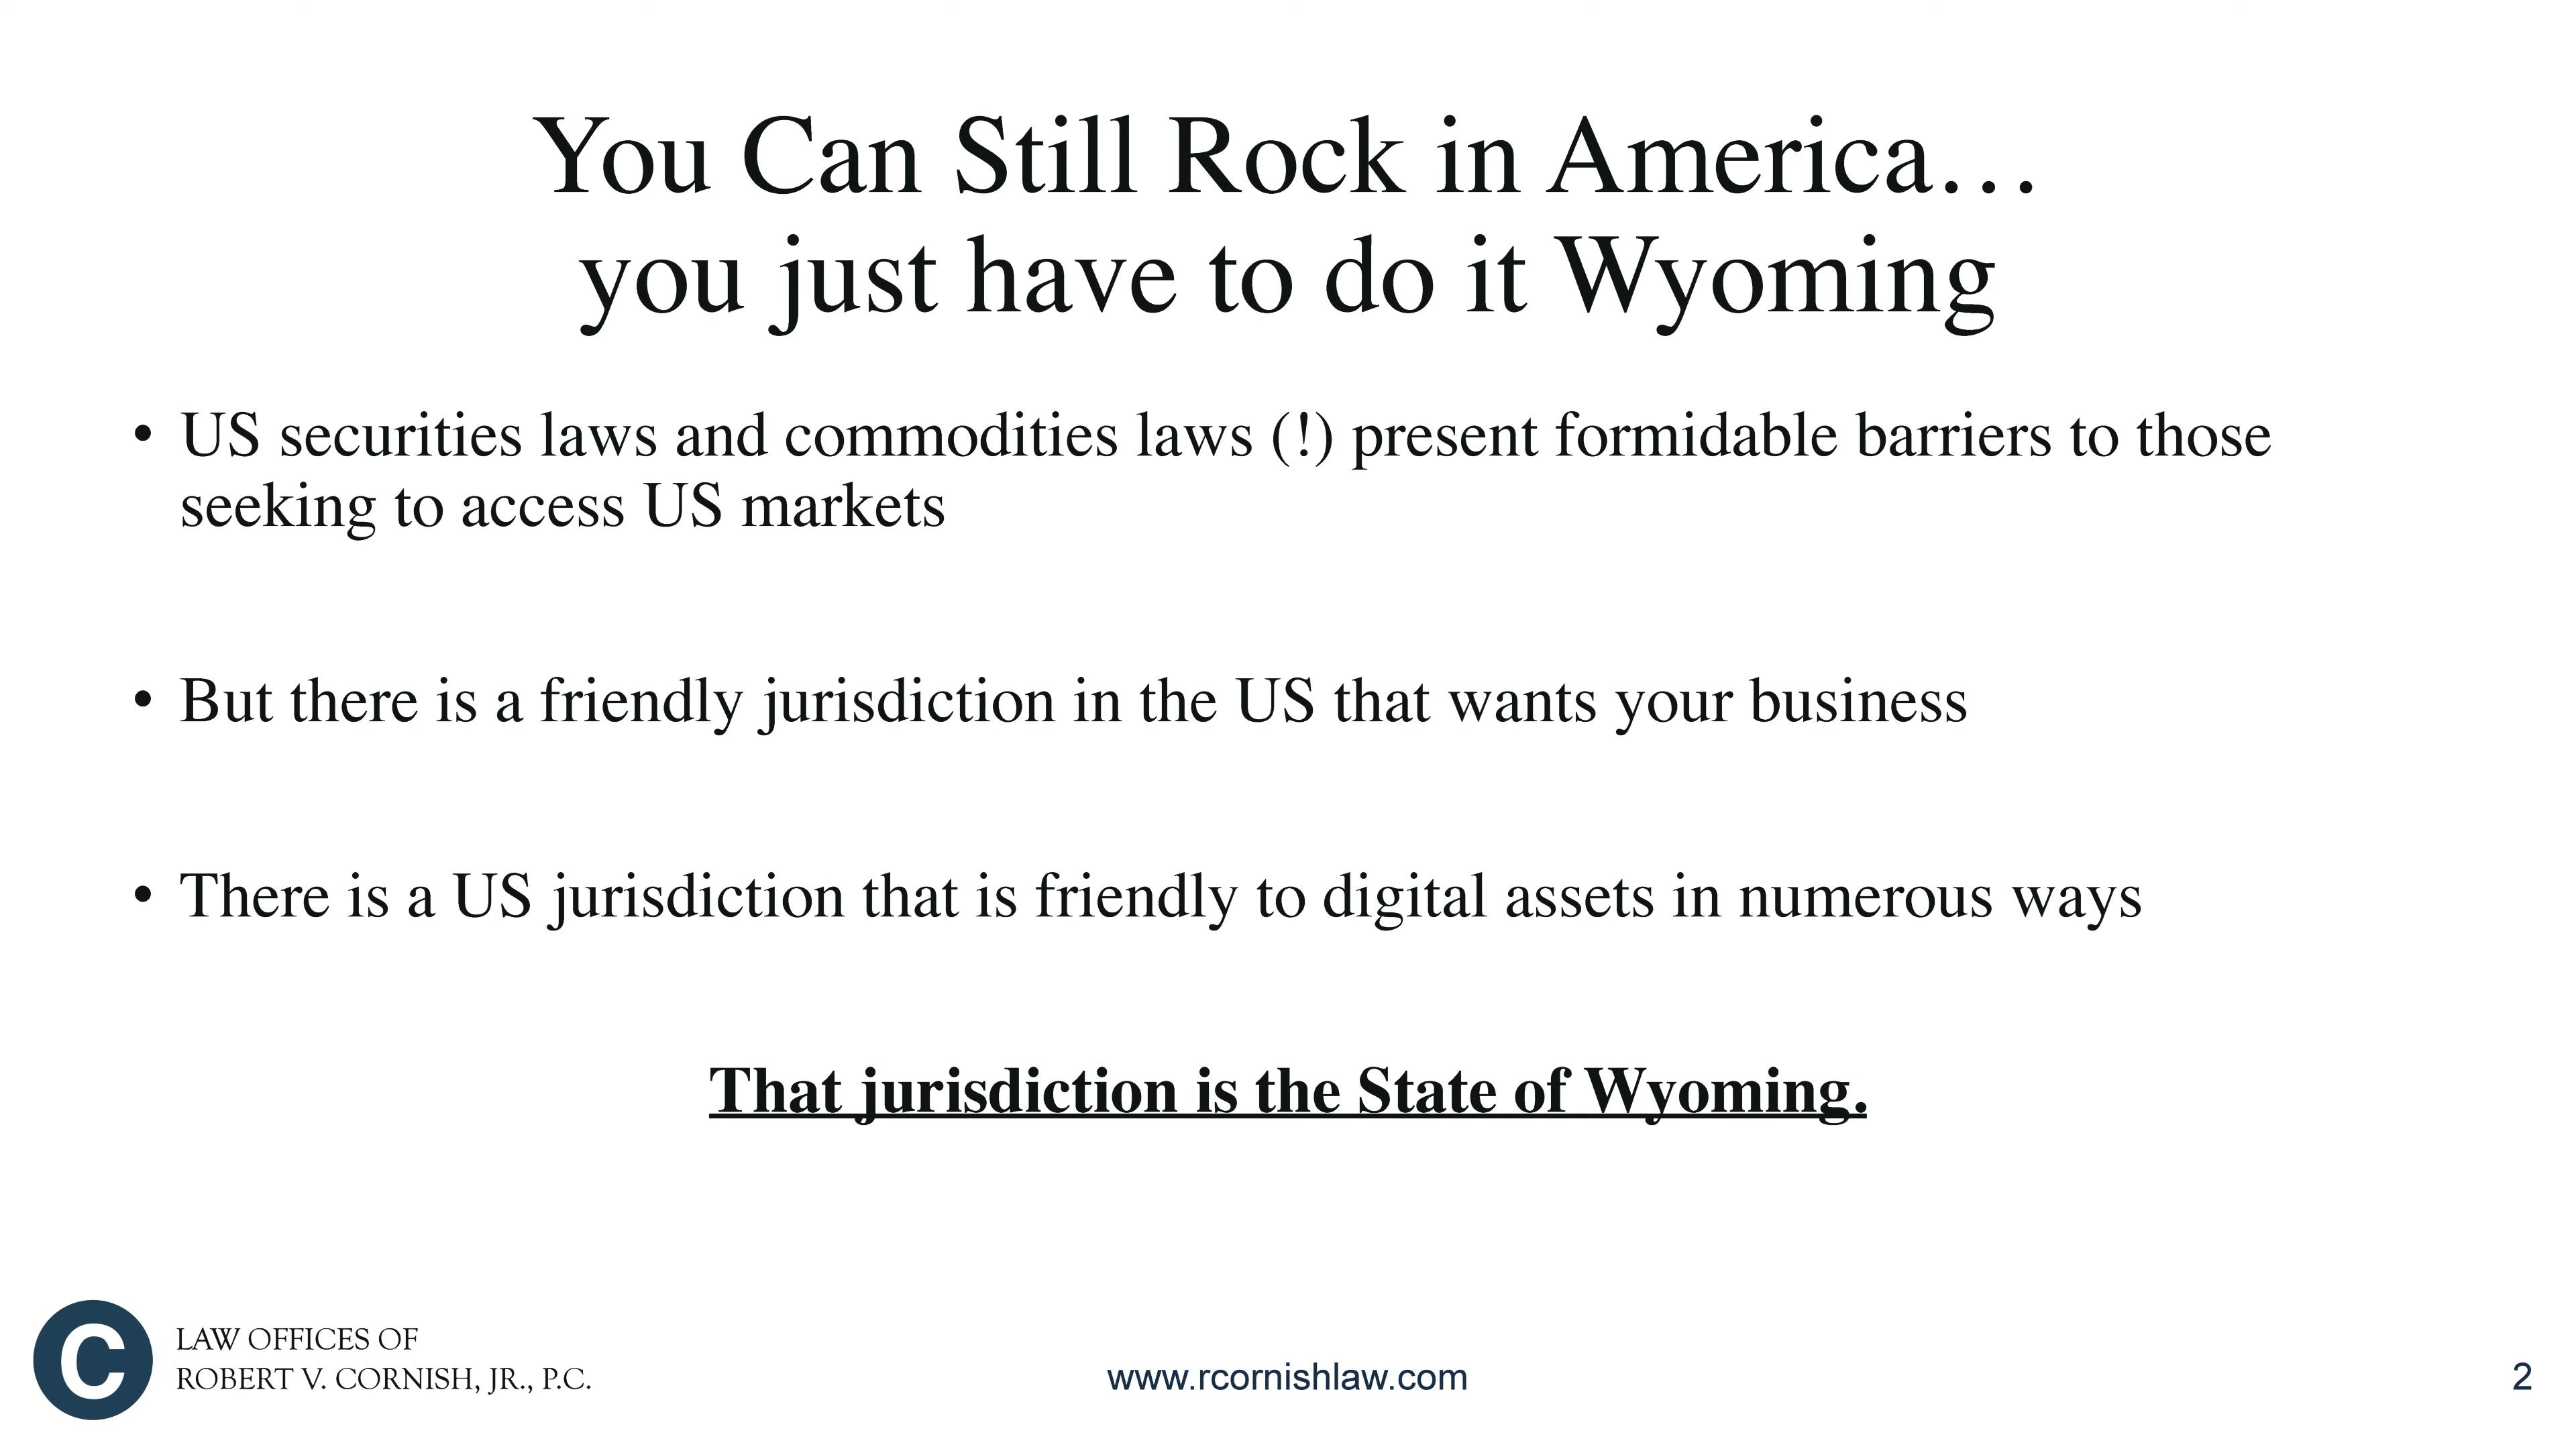 You Can Still Rock in America…
you just have to do it Wyoming
• US securities laws and commodities laws (!) present formidable barriers to those
seeking to access US markets
• But there is a friendly jurisdiction in the US that wants your business
• There is a US jurisdiction that is friendly to digital assets in numerous ways
That jurisdiction is the State of Wyoming.
C
LAW OFFICES OF
ROBERT V. CORNISH, JR., P.C.
www.rcornishlaw.com
2